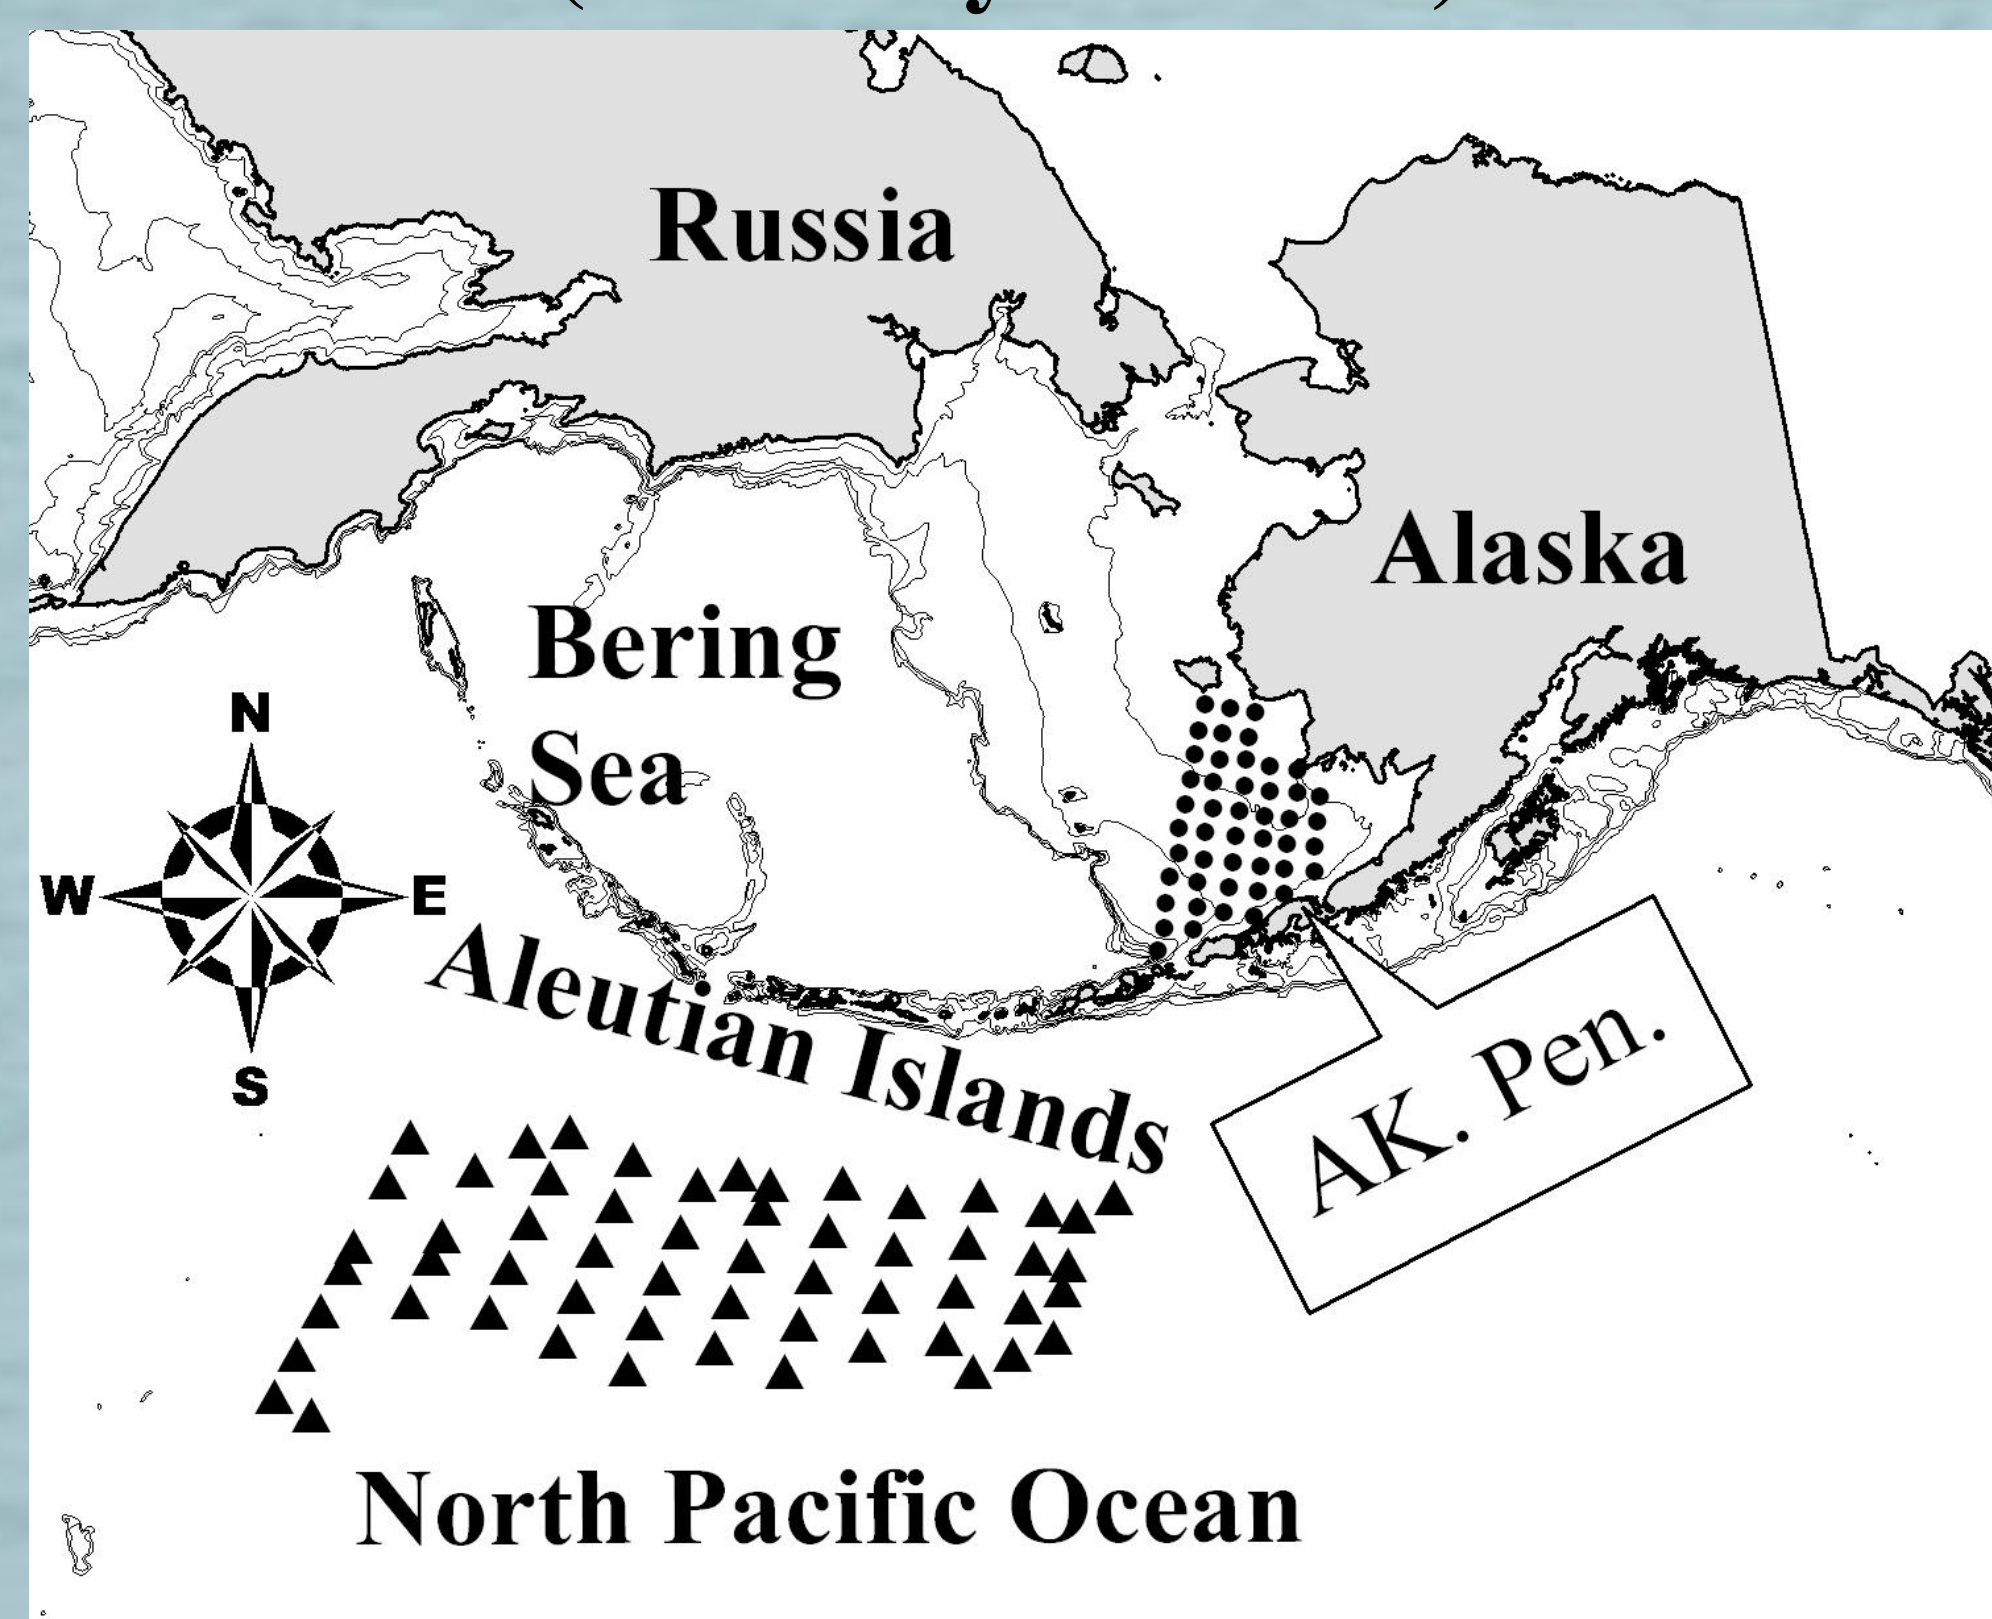 Russia
Alaska
Bering
Sea
N
W
E
S
Aleutian Islands
AK. Pen.
North Pacific Ocean